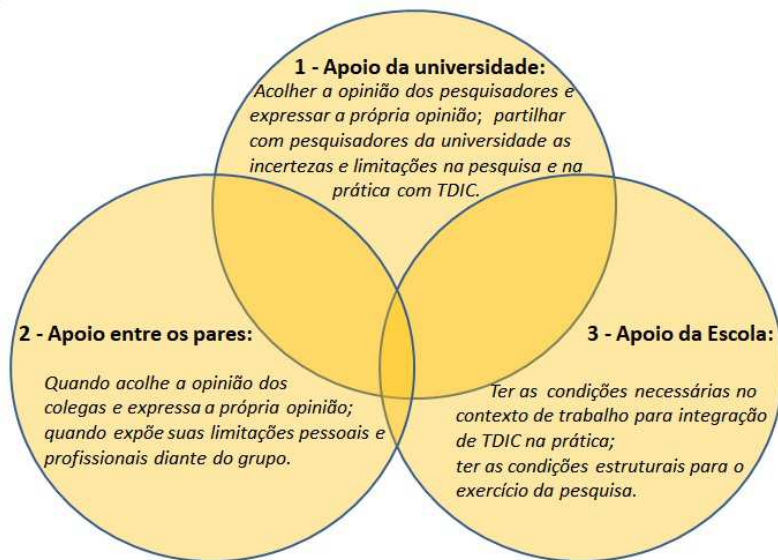 1 - Apoio da universidade:
Acolher a opinião dos pesquisadores e
expressar a própria opinião; partilhar
com pesquisadores da universidade as
incertezas e limitações na pesquisa e na
prática com TDIC.
2 - Apoio entre os pares:
Quando acolhe a opinião dos
colegas e expressa a própria opinião;
quando expõe suas limitações pessoais e
profissionais diante do grupo.
3 - Apoio da Escola:
Ter as condições necessárias no
contexto de trabalho para integração
de TDIC na prática;
ter as condições estruturais para o
exercício da pesquisa.